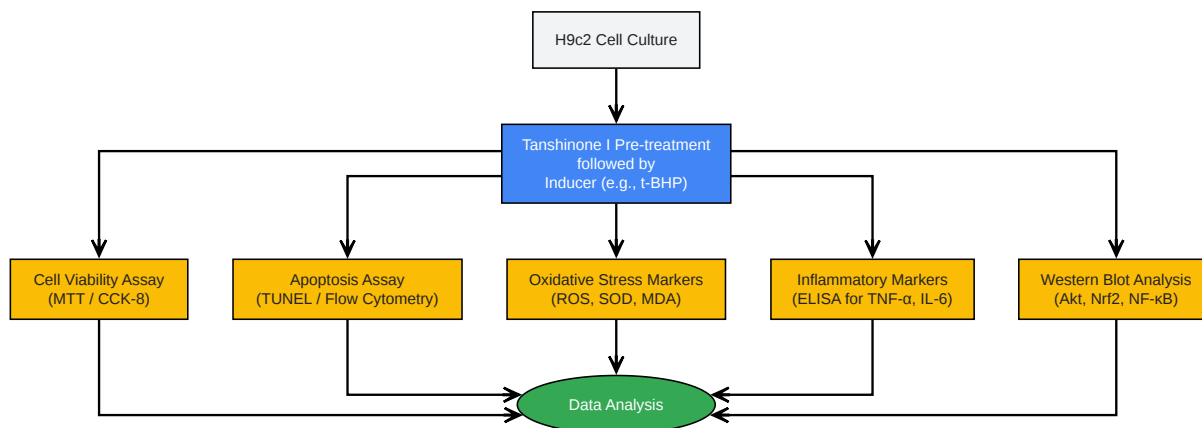 H9c2 Cell Culture
Tanshinone I Pre-treatment
followed by
Inducer (e.g., t-BHP)
Cell Viability Assay
(MTT / CCK-8)
Apoptosis Assay
(TUNEL / Flow Cytometry)
Oxidative Stress Markers
(ROS, SOD, MDA)
Inflammatory Markers
(ELISA for TNF-α, IL-6)
Western Blot Analysis
(Akt, Nrf2, NF-κB)
Data Analysis